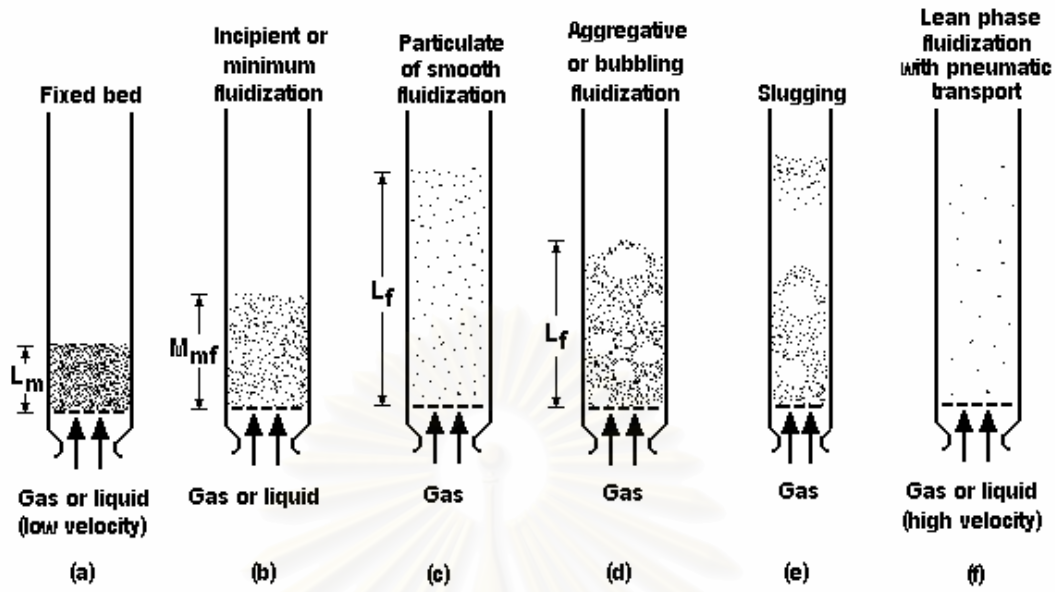 Fixed bed
Incipient or
minimum
fluidization
Particulate
of smooth
fluidization
Aggregative
or bubbling
fluidization
Slugging
Lean phase
fluidization
with pneumatic
transport
Lm
Mmf
Lf
Lf
Gas or liquid
(low velocity)
Gas or liquid
Gas
Gas
Gas
Gas or liquid
(high velocity)
(a)
(b)
(c)
(d)
(e)
(f)